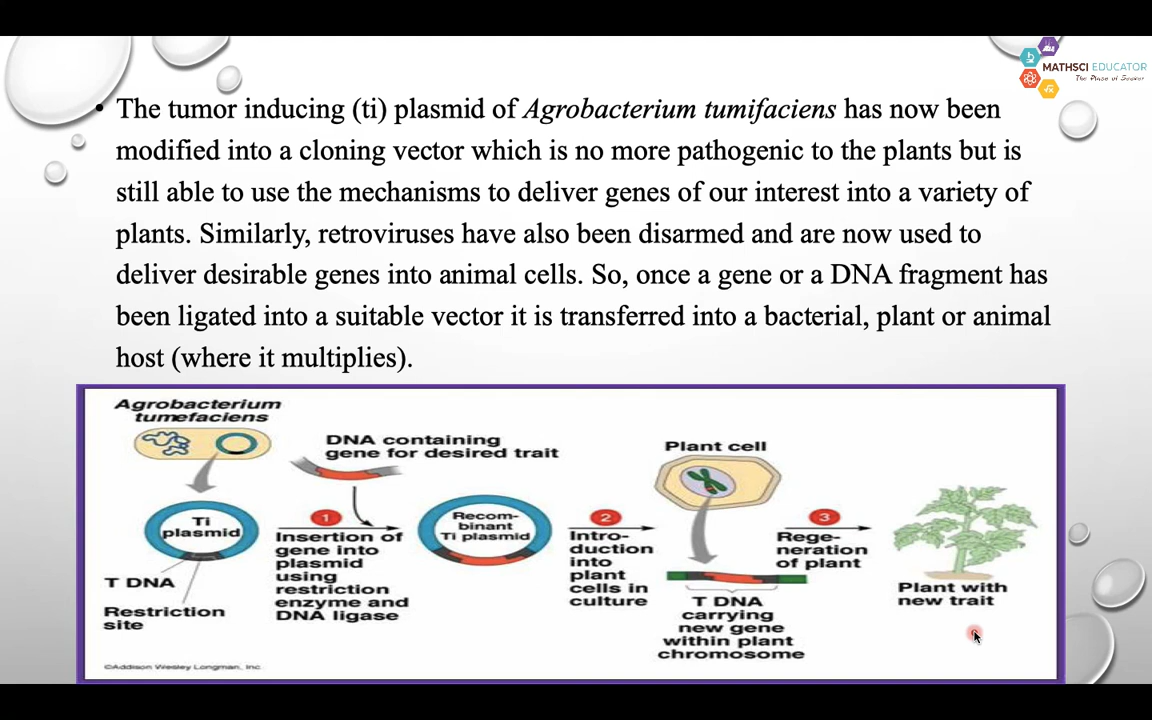 MATHSCI EDUCATOR
The Phase of Seeker
• The tumor inducing (ti) plasmid of Agrobacterium tumifaciens has now been
modified into a cloning vector which is no more pathogenic to the plants but is
still able to use the mechanisms to deliver genes of our interest into a variety of
plants. Similarly, retroviruses have also been disarmed and are now used to
deliver desirable genes into animal cells. So, once a gene or a DNA fragment has
been ligated into a suitable vector it is transferred into a bacterial, plant or animal
host (where it multiplies).
Agrobacterium
tumefaciens
DNA containing
gene for desired trait
Plant cell
Ti
plasmid
1
Insertion of
gene into
plasmid
using
restriction
enzyme and
DNA ligase
Recom-
binant
Ti plasmid
2
Intro-
duction
into
plant
cells in
culture
3
Rege-
neration
of plant
T DNA
Restriction
site
T DNA
carrying
new gene
within plant
chromosome
Plant with
new trait
©Addison Wesley Longman, Inc